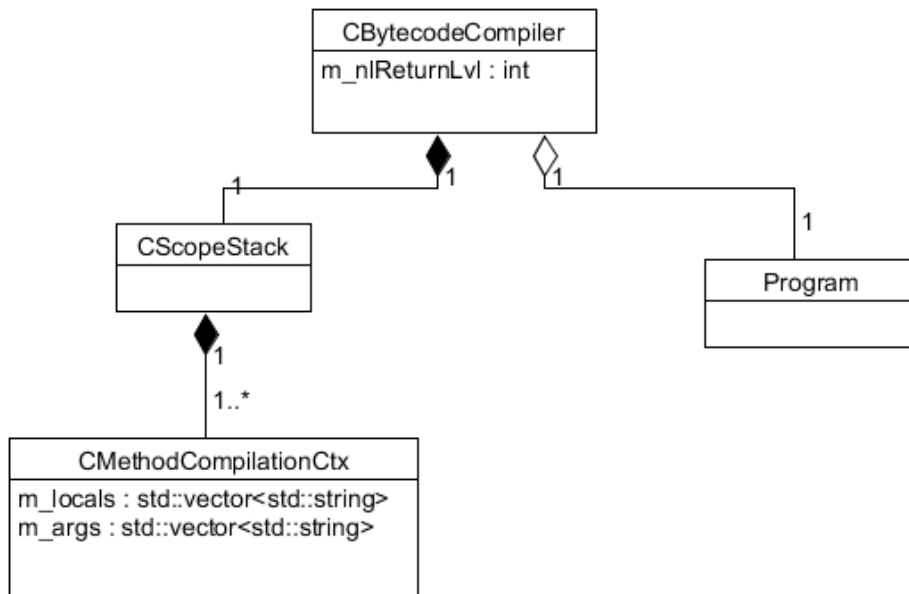 CBytecodeCompiler
m_nlReturnLvl : int
1
1
1
1
CScopeStack
Program
1
1..*
CMethodCompilationCtx
m_locals : std::vector<std::string>
m_args : std::vector<std::string>